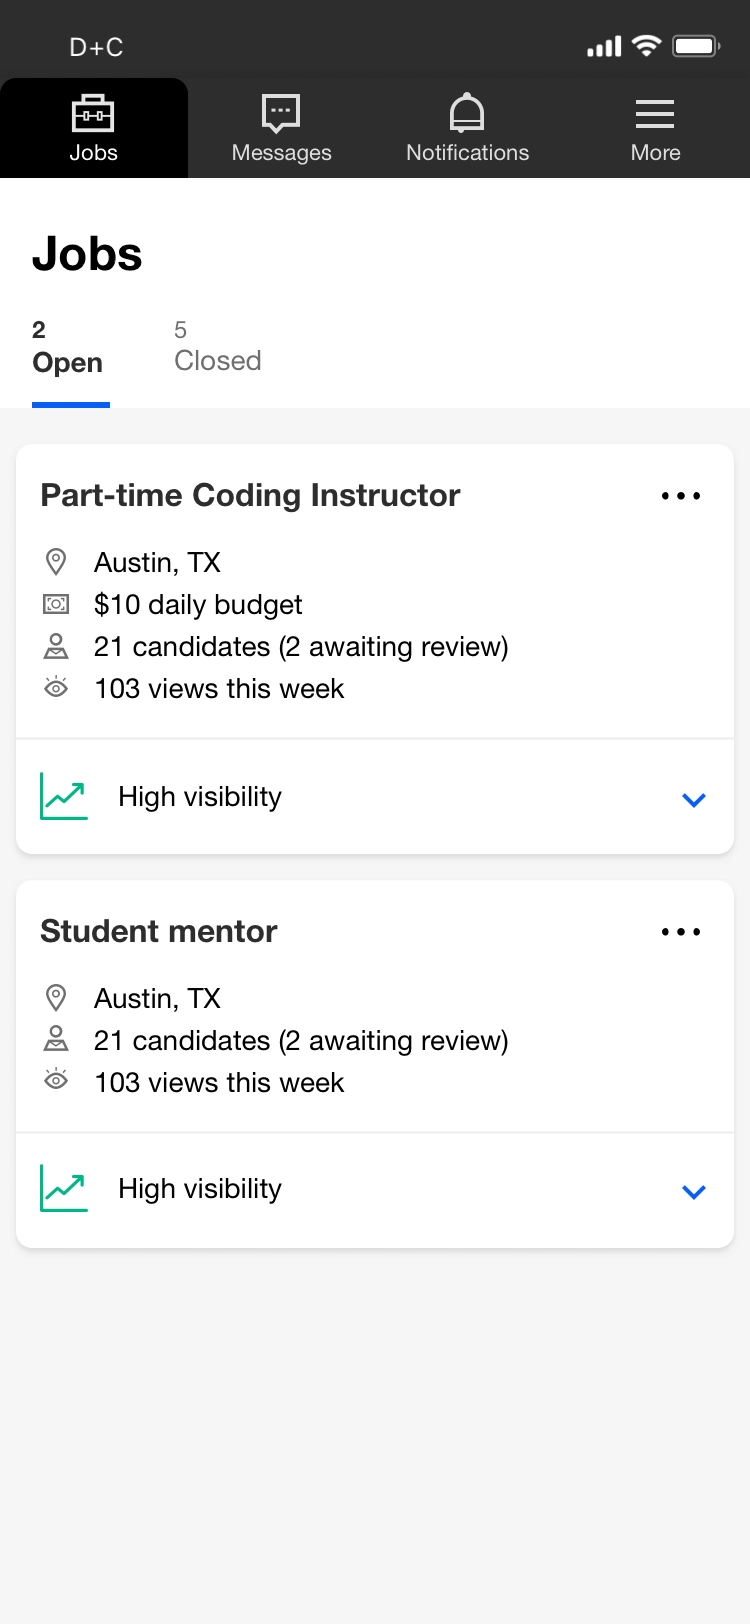 D+C
Jobs
Messages
Notifications
More
Jobs
2
Open
5
Closed
Part-time Coding Instructor
Austin, TX
$10 daily budget
21 candidates (2 awaiting review)
103 views this week
High visibility
Student mentor
Austin, TX
21 candidates (2 awaiting review)
103 views this week
High visibility